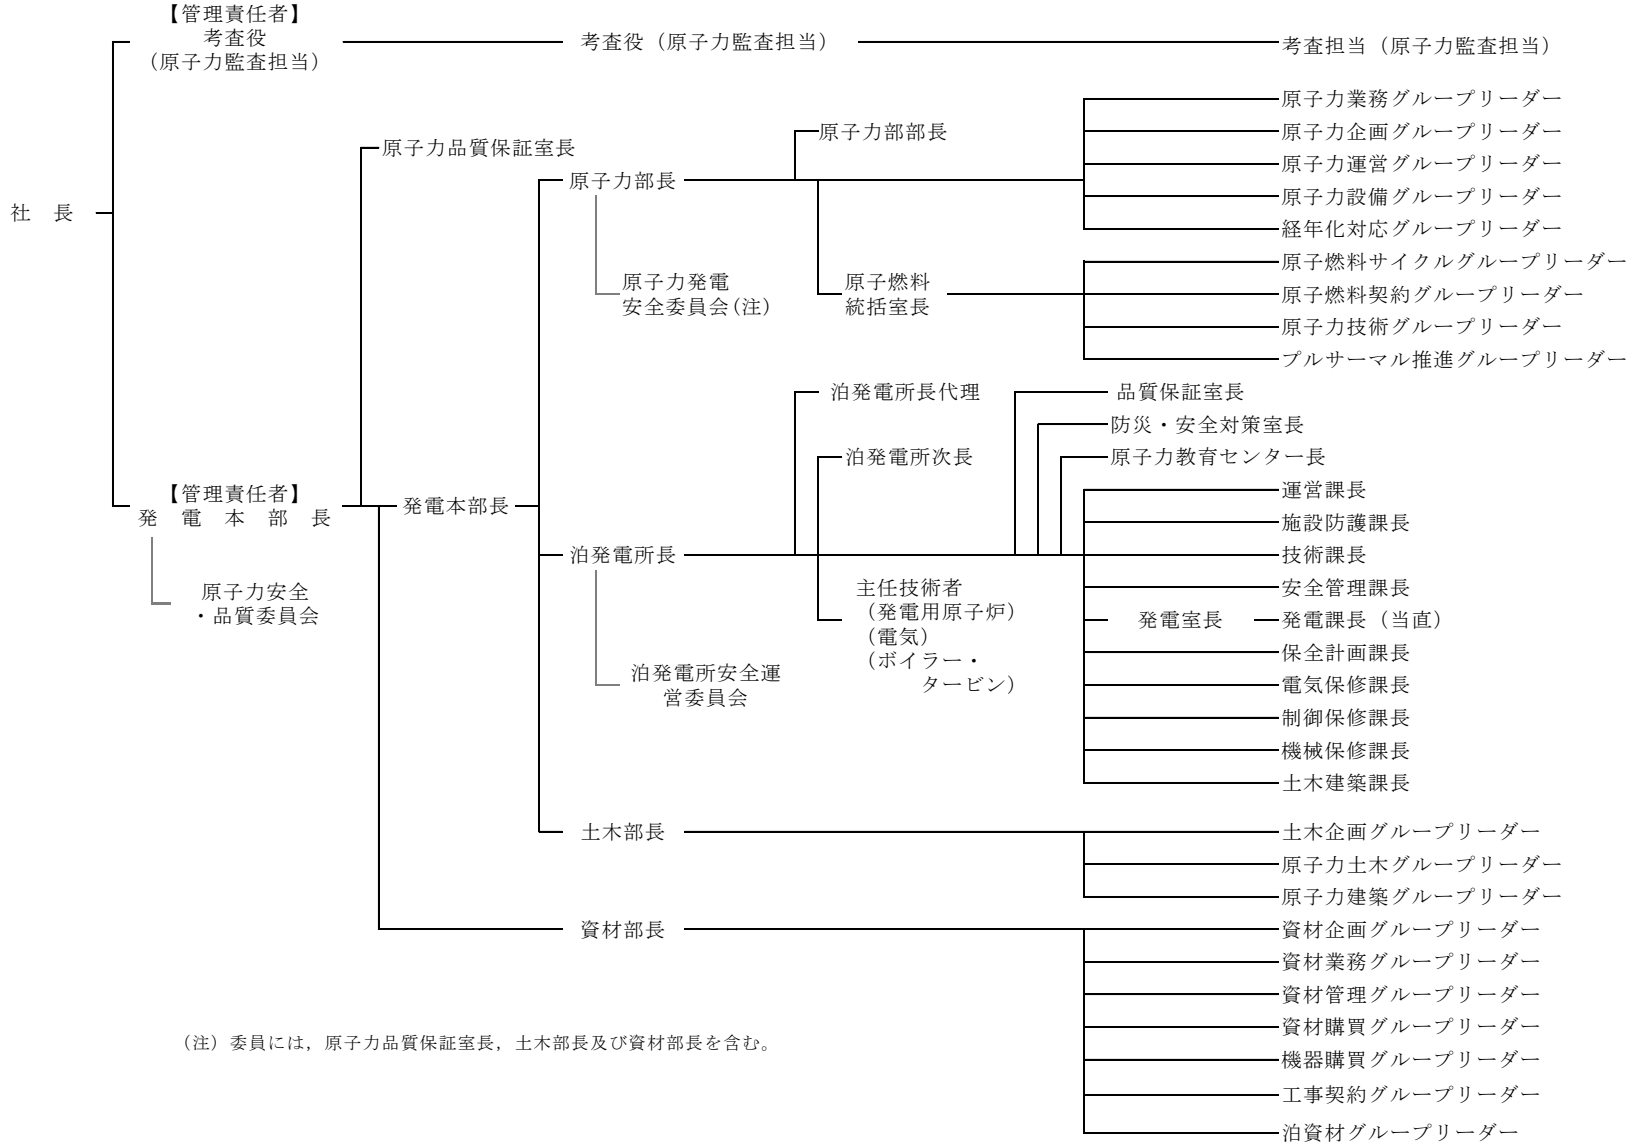 【管理責任者】
考査役
（原子力監査担当）
考査役（原子力監査担当）
考査担当（原子力監査担当）
社　長
原子力品質保証室長
原子力部長
原子力部部長
原子力業務グループリーダー
原子力企画グループリーダー
原子力運営グループリーダー
原子力設備グループリーダー
経年化対応グループリーダー
原子力発電
安全委員会(注)
原子燃料
統括室長
原子燃料サイクルグループリーダー
原子燃料契約グループリーダー
原子力技術グループリーダー
プルサーマル推進グループリーダー
【管理責任者】
発　電　本　部　長
原子力安全
・品質委員会
発電本部長
泊発電所長
泊発電所長代理
泊発電所次長
主任技術者
（発電用原子炉）
（電気）
（ボイラー・
タービン）
泊発電所安全運
営委員会
品質保証室長
防災・安全対策室長
原子力教育センター長
運営課長
施設防護課長
技術課長
安全管理課長
発電室長
発電課長（当直）
保全計画課長
電気保修課長
制御保修課長
機械保修課長
土木建築課長
土木部長
土木企画グループリーダー
原子力土木グループリーダー
原子力建築グループリーダー
資材部長
資材企画グループリーダー
資材業務グループリーダー
資材管理グループリーダー
資材購買グループリーダー
機器購買グループリーダー
工事契約グループリーダー
泊資材グループリーダー
（注）委員には，原子力品質保証室長，土木部長及び資材部長を含む。